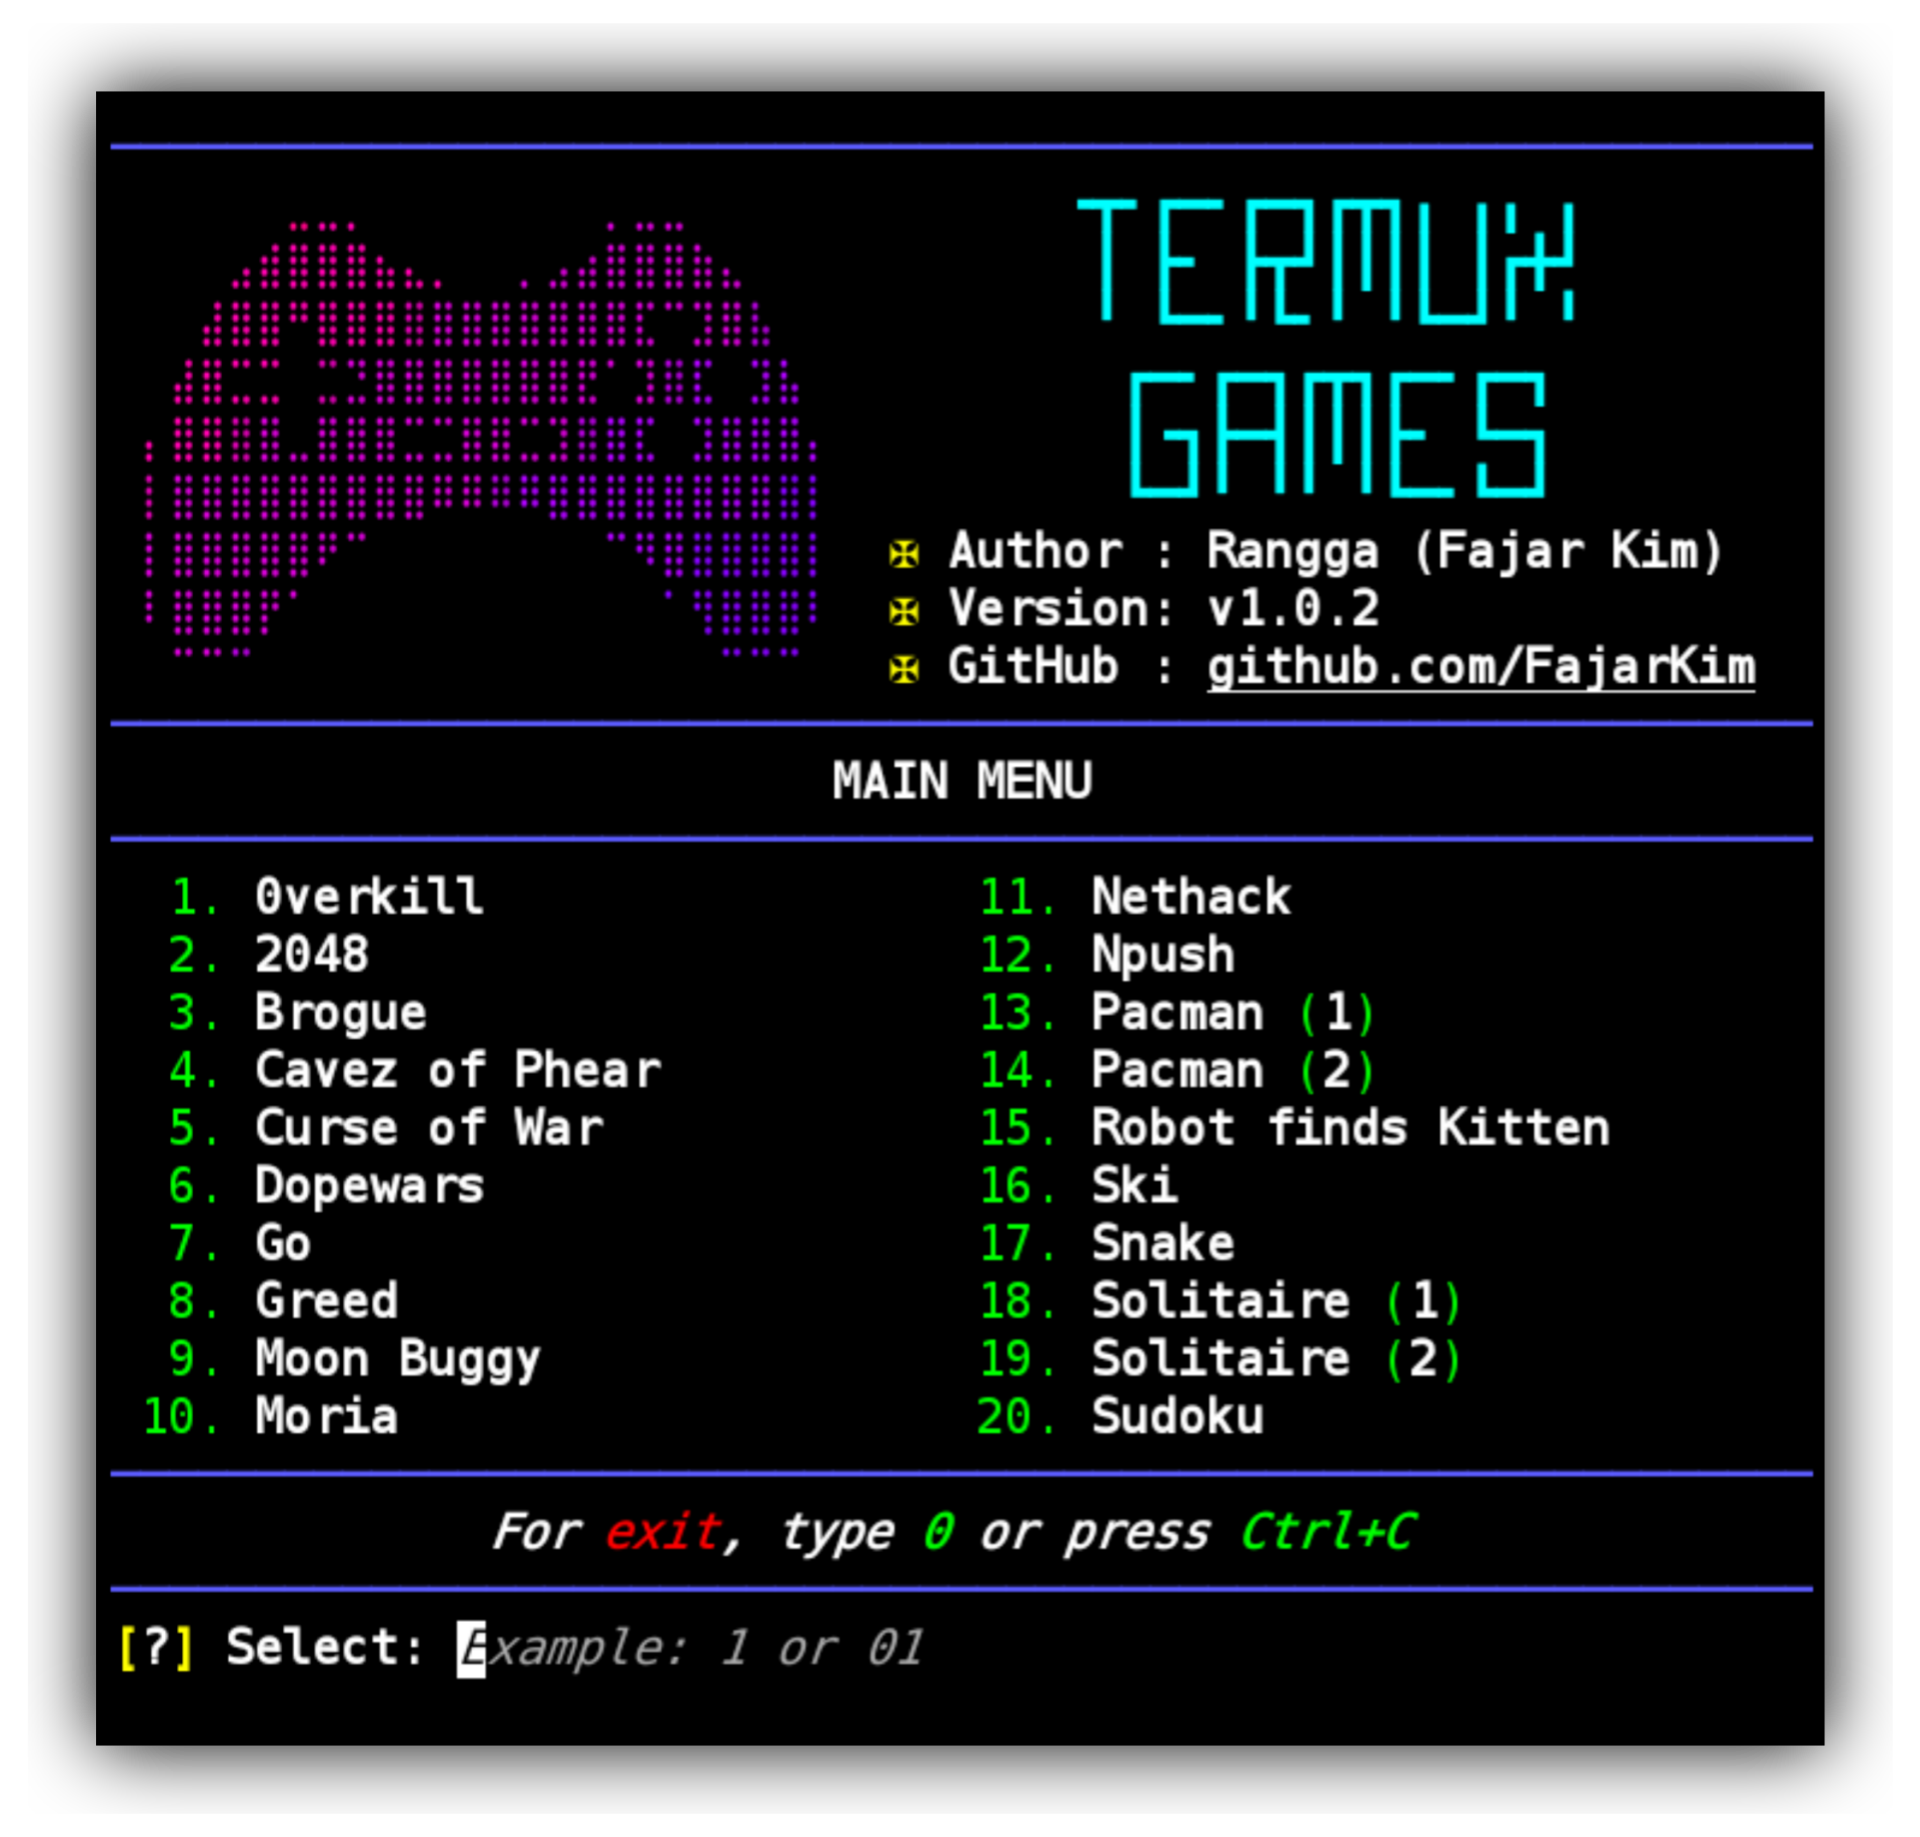 TERMUX
GAMES
✠ Author : Rangga (Fajar Kim)
✠ Version: v1.0.2
✠ GitHub : github.com/FajarKim
MAIN MENU
1. 0verkill
2. 2048
3. Brogue
4. Cavez of Phear
5. Curse of War
6. Dopewars
7. Go
8. Greed
9. Moon Buggy
10. Moria
11. Nethack
12. Npush
13. Pacman (1)
14. Pacman (2)
15. Robot finds Kitten
16. Ski
17. Snake
18. Solitaire (1)
19. Solitaire (2)
20. Sudoku
For exit, type 0 or press Ctrl+C
[?] Select: Example: 1 or 01